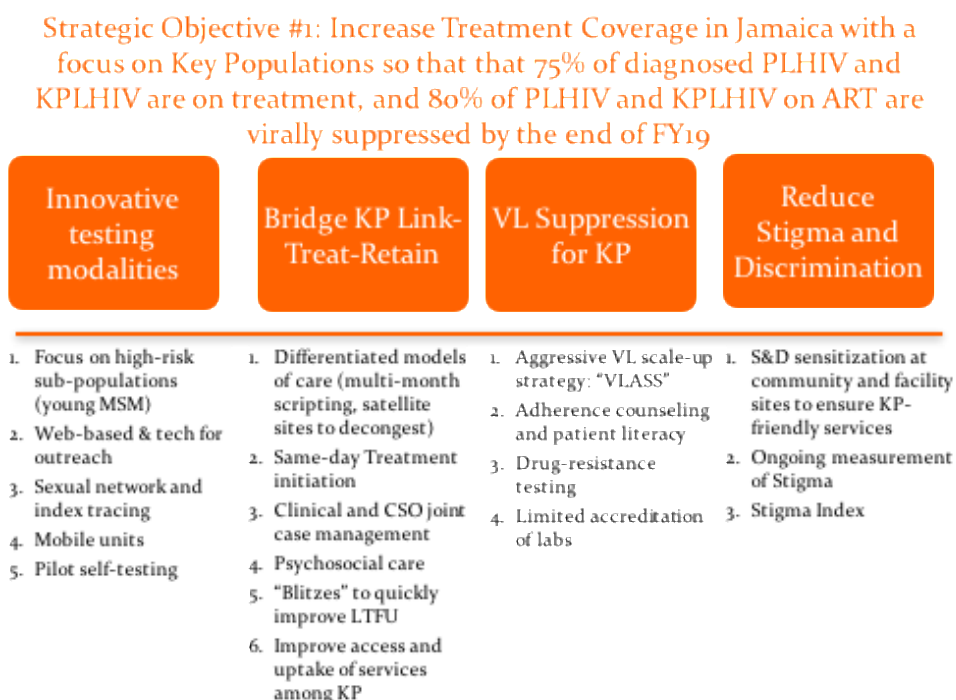 Strategic Objective #1: Increase Treatment Coverage in Jamaica with a
focus on Key Populations so that that 75% of diagnosed PLHIV and
KPLHIV are on treatment, and 80% of PLHIV and KPLHIV on ART are
virally suppressed by the end of FY19
Innovative
testing
modalities
Bridge KP Link-
Treat-Retain
VL Suppression
for KP
Reduce
Stigma and
Discrimination
1. Focus on high-risk
sub-populations
(young MSM)
2. Web-based & tech for
outreach
3. Sexual network and
index tracing
4. Mobile units
5. Pilot self-testing
1. Differentiated models
of care (multi-month
scripting, satellite
sites to decongest)
2. Same-day Treatment
initiation
3. Clinical and CSO joint
case management
4. Psychosocial care
5. “Blitzes” to quickly
improve LTFU
6. Improve access and
uptake of services
among KP
1. Aggressive VL scale-up
strategy: “VLASS”
2. Adherence counseling
and patient literacy
3. Drug-resistance
testing
4. Limited accreditation
of labs
1. S&D sensitization at
community and facility
sites to ensure KP-
friendly services
2. Ongoing measurement
of Stigma
3. Stigma Index